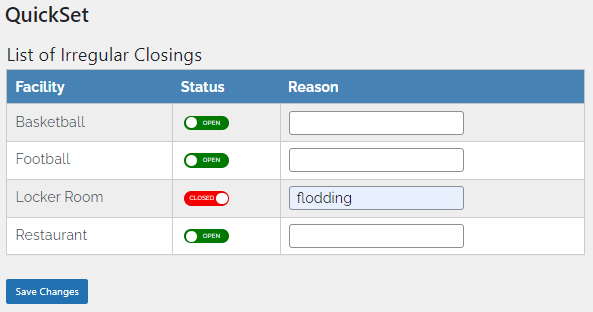 QuickSet
List of Irregular Closings
Facility Status Reason
Basketball OPEN
Football OPEN
Locker Room CLOSED flodding
Restaurant OPEN
Save Changes